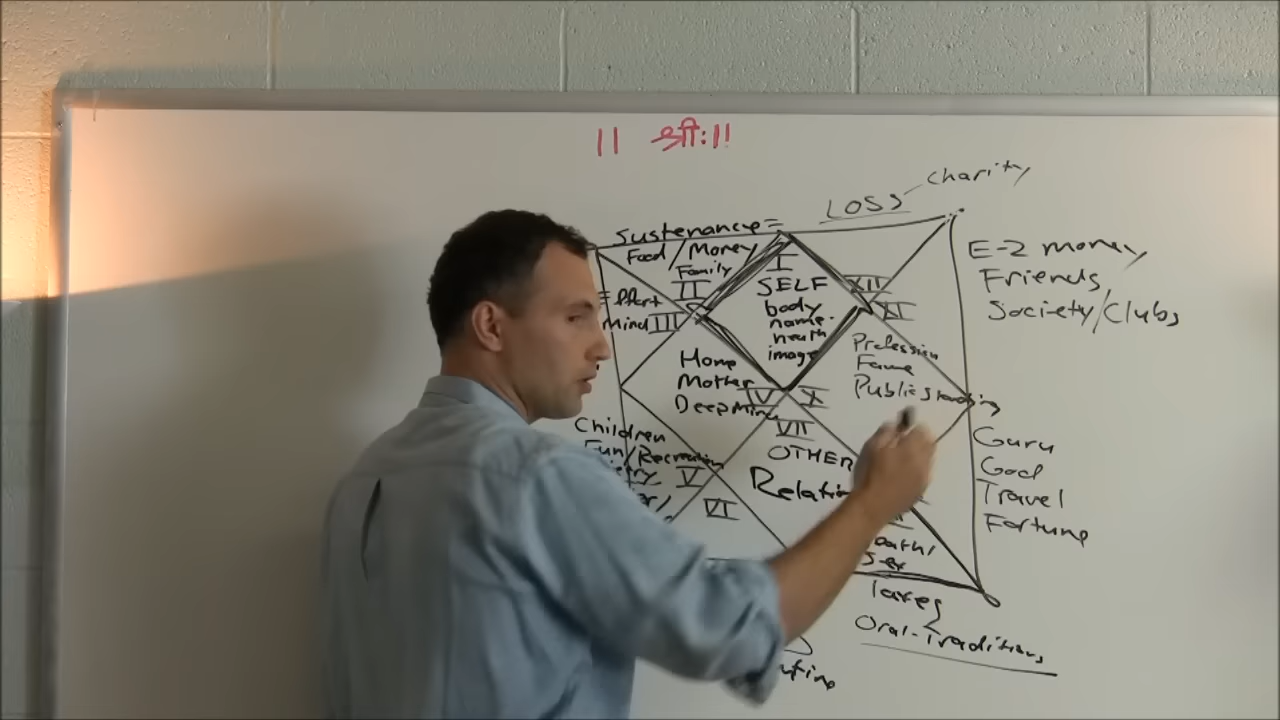 || श्रीः||
LOSS charity
Sustenance =
Food / Money
Family
II
I
SELF
body
name
health
image
XII
XI
E-2 money
Friends
Society/Clubs
Effort
Mind III
Home
Mother
Deep Mind
IV
X
Profession
Fame
Public standing
VII
OTHER
Children
Fun/Recreation
V
VI
Guru
God
Travel
Fortune
Sex
Taxes
Oral-Traditions